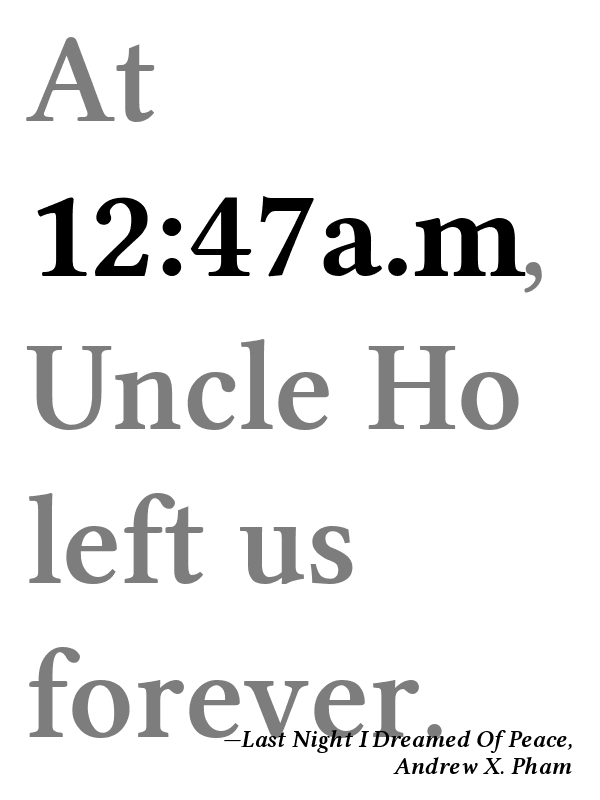 At
12:47a.m,
Uncle Ho
left us
forever.
—Last Night I Dreamed Of Peace,
Andrew X. Pham